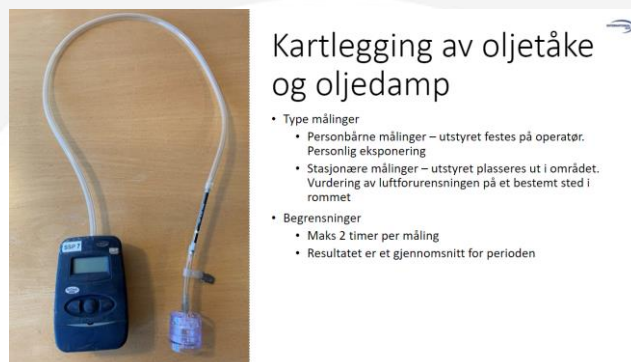 Kartlegging av oljetåke
og oljedamp
• Type målinger
• Personbårne målinger – utstyret festes på operatør.
Personlig eksponering
• Stasjonære målinger – utstyret plasseres ut i området.
Vurdering av luftforurensningen på et bestemt sted i
rommet
• Begrensninger
• Maks 2 timer per måling
• Resultatet er et gjennomsnitt for perioden